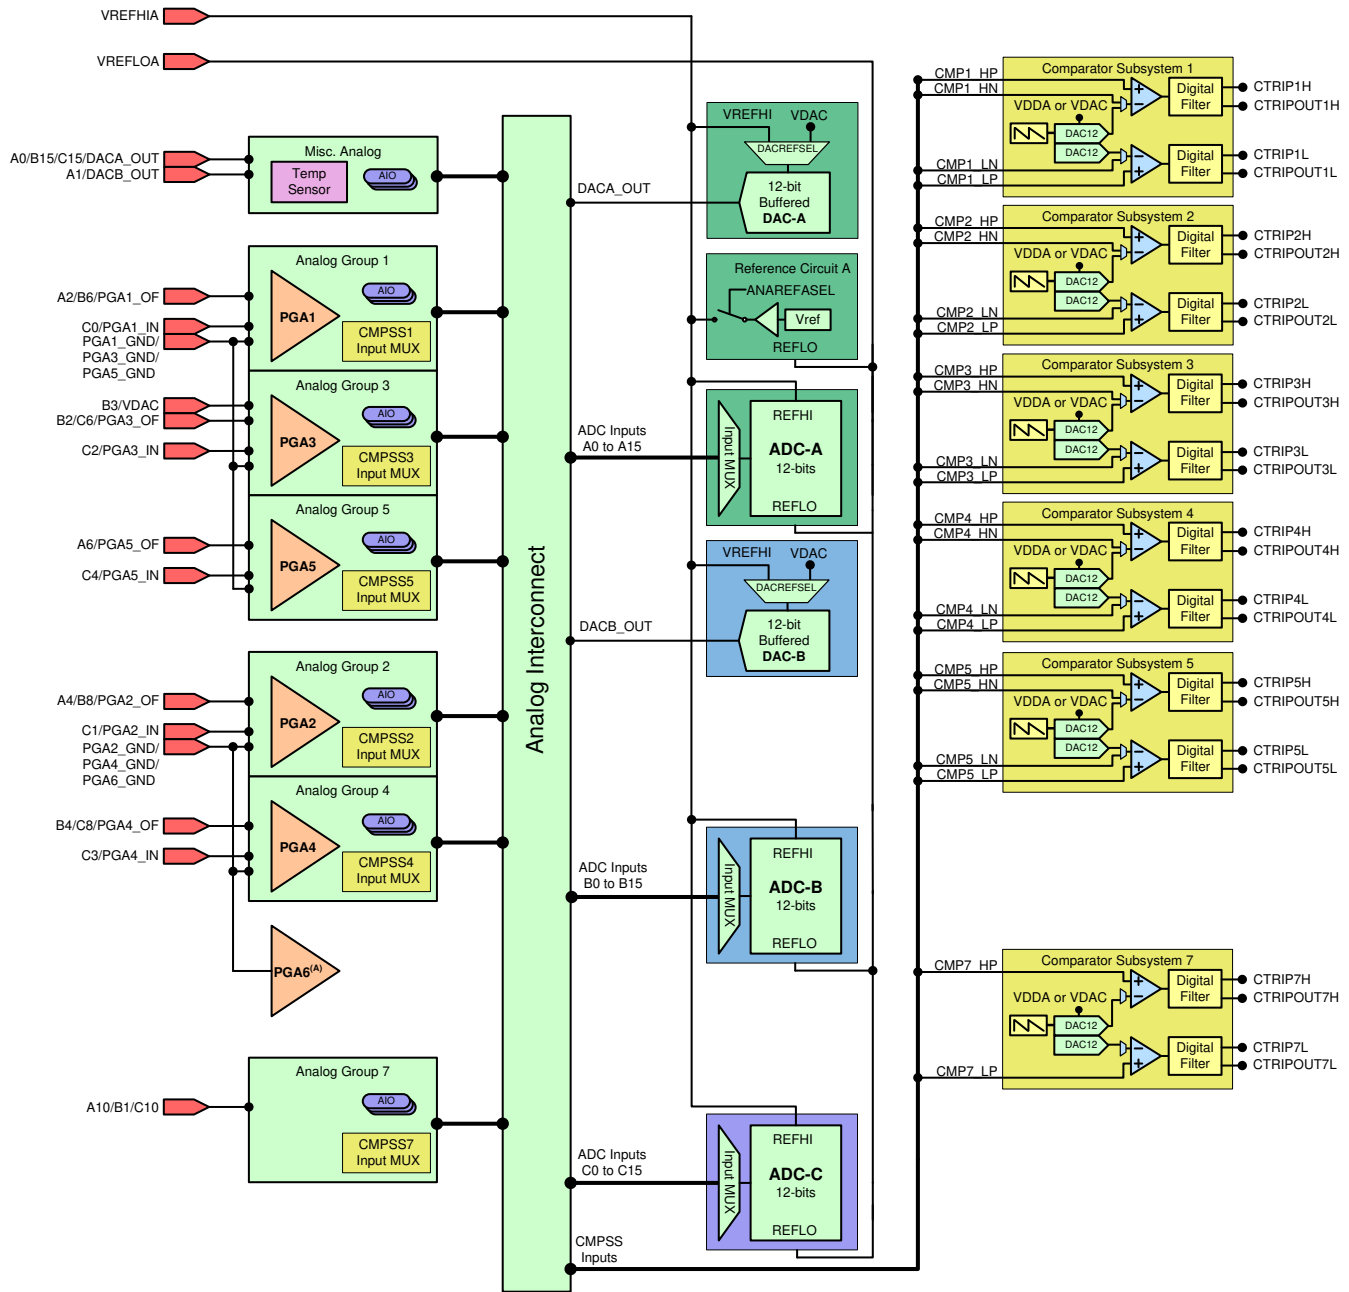 VREFHIA
VREFLOA
A0/B15/C15/DACA_OUT
A1/DACB_OUT
Misc. Analog
Temp
Sensor
AIO
A2/B6/PGA1_OF
C0/PGA1_IN
PGA1_GND/
PGA3_GND/
PGA5_GND
Analog Group 1
PGA1
AIO
CMPSS1
Input MUX
B3/VDAC
B2/C6/PGA3_OF
C2/PGA3_IN
Analog Group 3
PGA3
AIO
CMPSS3
Input MUX
A6/PGA5_OF
C4/PGA5_IN
Analog Group 5
PGA5
AIO
CMPSS5
Input MUX
A4/B8/PGA2_OF
C1/PGA2_IN
PGA2_GND/
PGA4_GND/
PGA6_GND
Analog Group 2
PGA2
AIO
CMPSS2
Input MUX
B4/C8/PGA4_OF
C3/PGA4_IN
Analog Group 4
PGA4
AIO
CMPSS4
Input MUX
PGA6(A)
A10/B1/C10
Analog Group 7
AIO
CMPSS7
Input MUX
Analog Interconnect
DACA_OUT
VREFHI
VDAC
DACREFSEL
12-bit
Buffered
DAC-A
Reference Circuit A
ANAREFASEL
Vref
REFLO
ADC Inputs
A0 to A15
Input MUX
REFHI
ADC-A
12-bits
REFLO
DACB_OUT
VREFHI
VDAC
DACREFSEL
12-bit
Buffered
DAC-B
ADC Inputs
B0 to B15
Input MUX
REFHI
ADC-B
12-bits
REFLO
ADC Inputs
C0 to C15
Input MUX
REFHI
ADC-C
12-bits
REFLO
CMPSS
Inputs
CMP1_HP
CMP1_HN
CMP1_LN
CMP1_LP
Comparator Subsystem 1
VDDA or VDAC
DAC12
DAC12
Digital
Filter
Digital
Filter
CTRIP1H
CTRIPOUT1H
CTRIP1L
CTRIPOUT1L
CMP2_HP
CMP2_HN
CMP2_LN
CMP2_LP
Comparator Subsystem 2
VDDA or VDAC
DAC12
DAC12
Digital
Filter
Digital
Filter
CTRIP2H
CTRIPOUT2H
CTRIP2L
CTRIPOUT2L
CMP3_HP
CMP3_HN
CMP3_LN
CMP3_LP
Comparator Subsystem 3
VDDA or VDAC
DAC12
DAC12
Digital
Filter
Digital
Filter
CTRIP3H
CTRIPOUT3H
CTRIP3L
CTRIPOUT3L
CMP4_HP
CMP4_HN
CMP4_LN
CMP4_LP
Comparator Subsystem 4
VDDA or VDAC
DAC12
DAC12
Digital
Filter
Digital
Filter
CTRIP4H
CTRIPOUT4H
CTRIP4L
CTRIPOUT4L
CMP5_HP
CMP5_HN
CMP5_LN
CMP5_LP
Comparator Subsystem 5
VDDA or VDAC
DAC12
DAC12
Digital
Filter
Digital
Filter
CTRIP5H
CTRIPOUT5H
CTRIP5L
CTRIPOUT5L
CMP7_HP
CMP7_LP
Comparator Subsystem 7
VDDA or VDAC
DAC12
DAC12
Digital
Filter
Digital
Filter
CTRIP7H
CTRIPOUT7H
CTRIP7L
CTRIPOUT7L